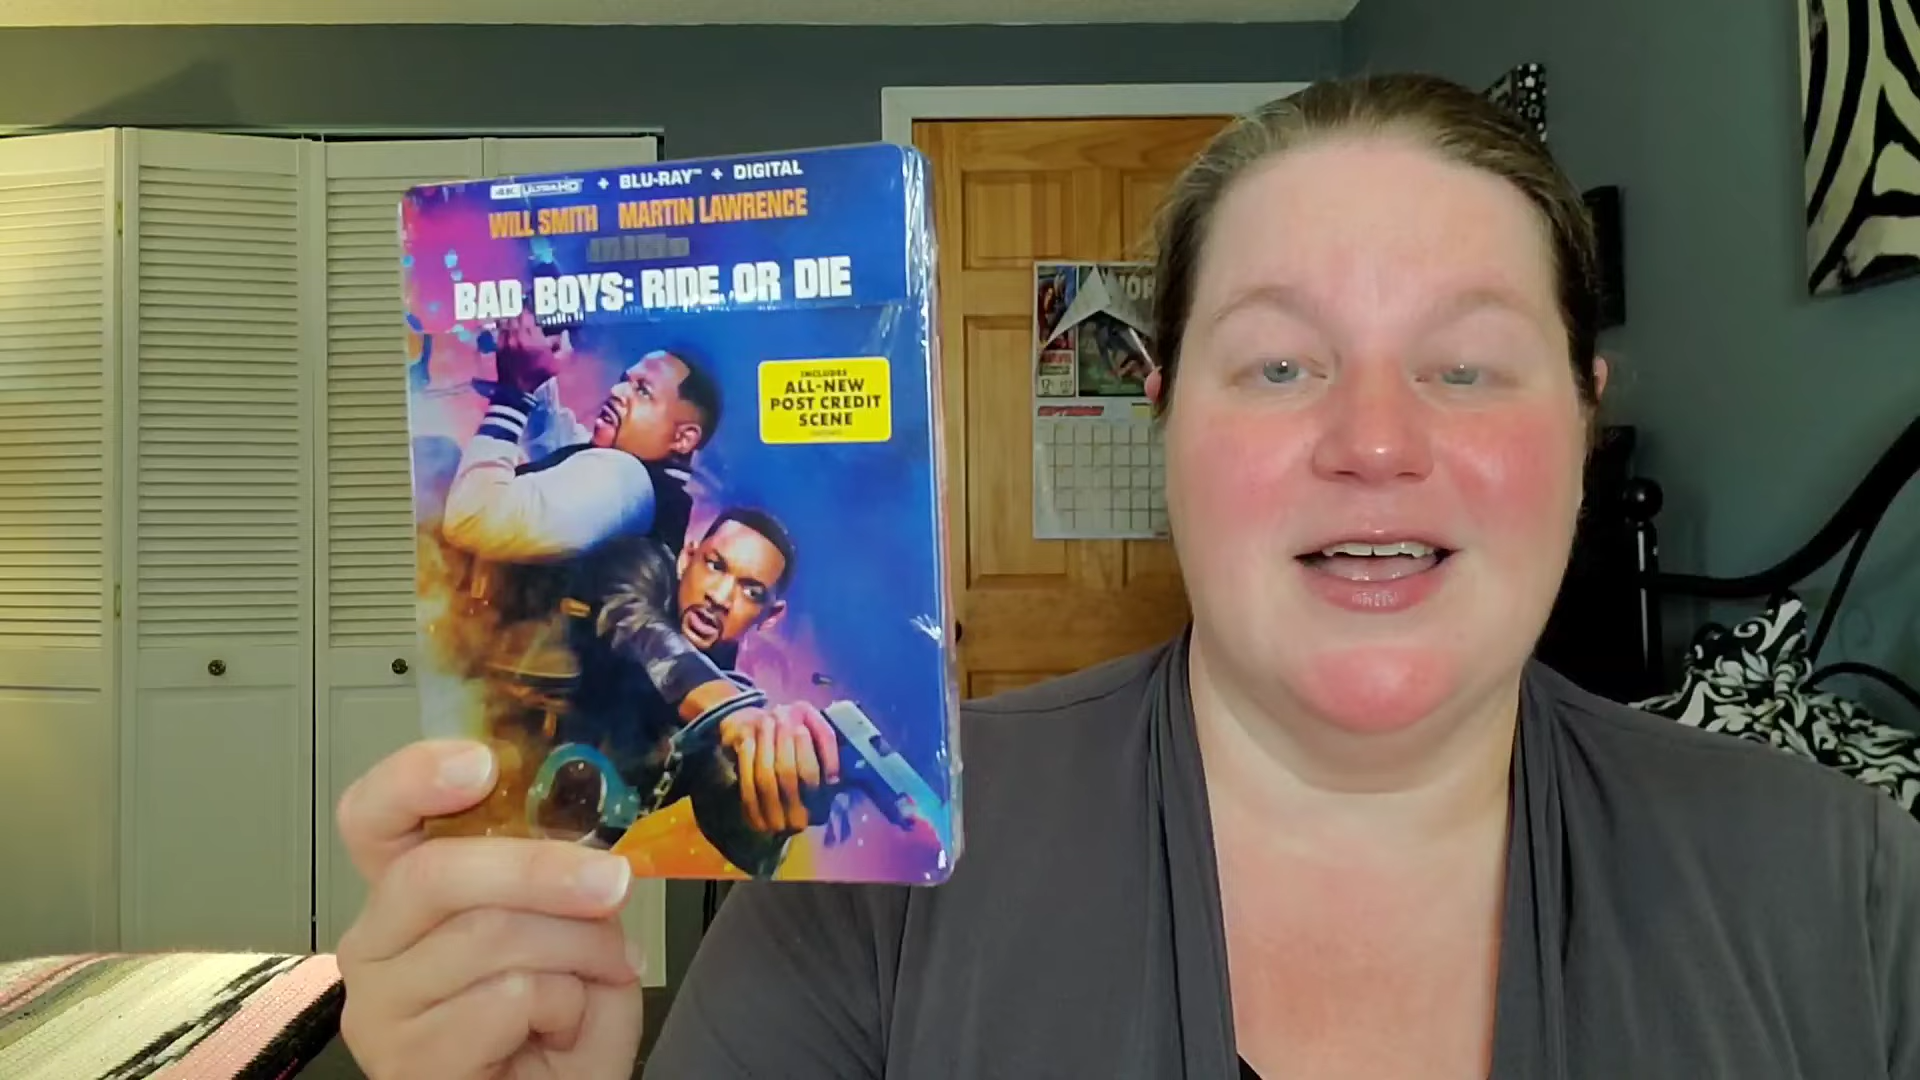 4K ULTRA HD + BLU-RAY™ + DIGITAL
WILL SMITH MARTIN LAWRENCE
BAD BOYS: RIDE OR DIE
INCLUDES
ALL-NEW
POST CREDIT
SCENE